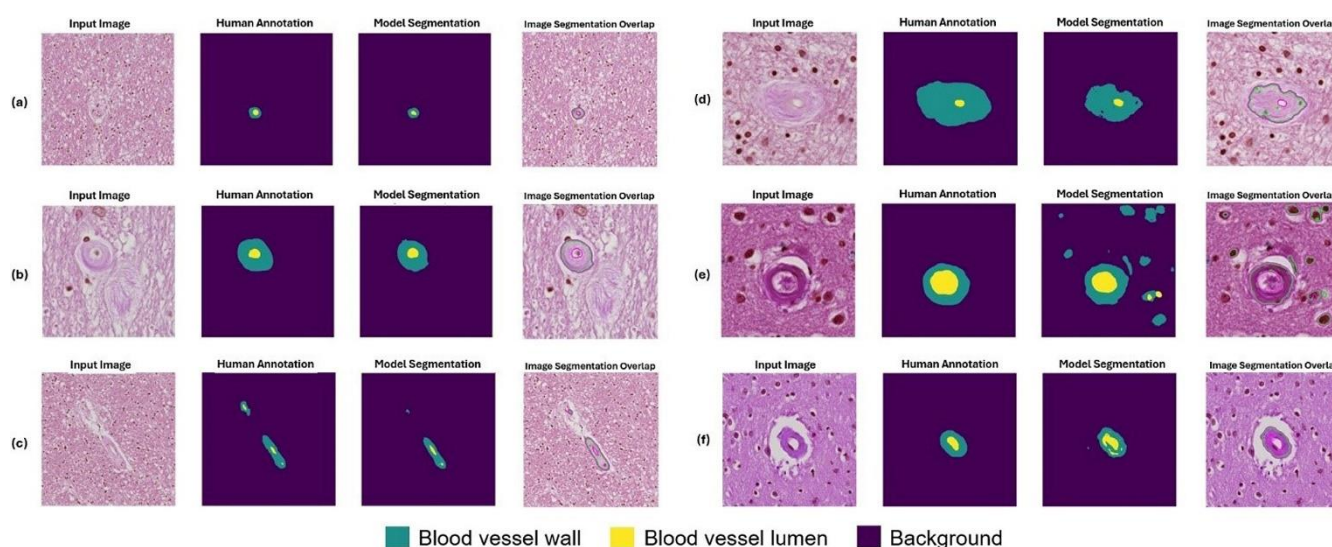 Input Image Human Annotation Model Segmentation Image Segmentation Overlap
(a)
Input Image Human Annotation Model Segmentation Image Segmentation Overlap
(b)
Input Image Human Annotation Model Segmentation Image Segmentation Overlap
(c)
Input Image Human Annotation Model Segmentation Image Segmentation Overlap
(d)
Input Image Human Annotation Model Segmentation Image Segmentation Overlap
(e)
Input Image Human Annotation Model Segmentation Image Segmentation Overlap
(f)
Blood vessel wall Blood vessel lumen Background